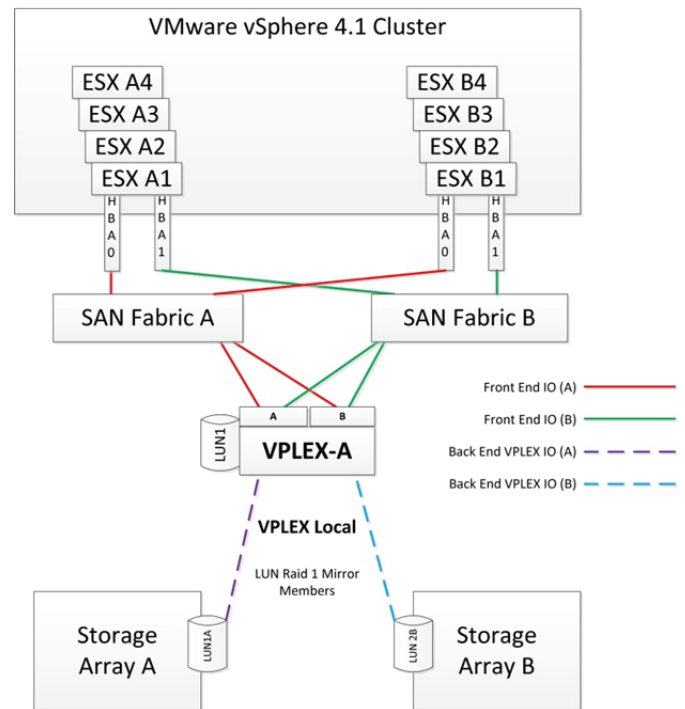 VMware vSphere 4.1 Cluster
ESX A4
ESX A3
ESX A2
ESX A1
ESX B4
ESX B3
ESX B2
ESX B1
HBA0
HBA1
HBA0
HBA1
SAN Fabric A
SAN Fabric B
Front End IO (A)
Front End IO (B)
Back End VPLEX IO (A)
Back End VPLEX IO (B)
A
B
LUN1
VPLEX-A
VPLEX Local
LUN Raid 1 Mirror
Members
Storage
Array A
LUN1A
LUN 2B
Storage
Array B